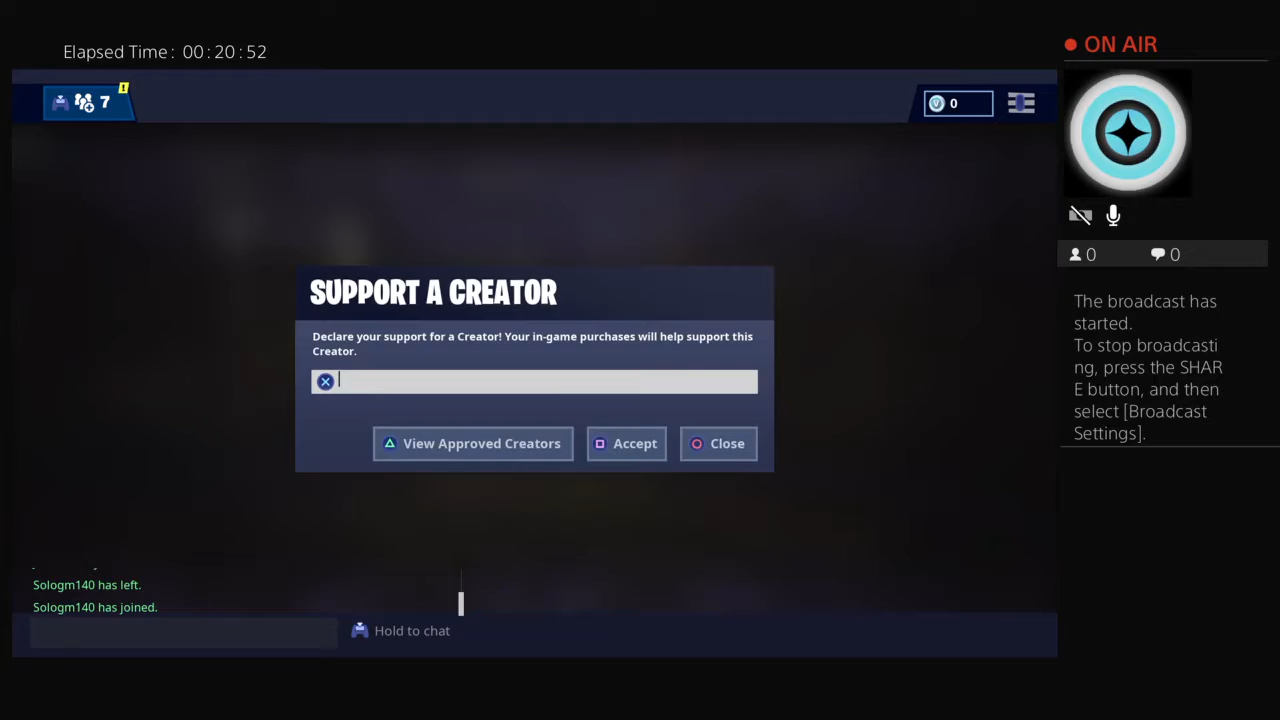 Elapsed Time: 00:20:52
ON AIR
7
0
0
0
The broadcast has
started.
To stop broadcasti
ng, press the SHAR
E button, and then
select [Broadcast
Settings].
SUPPORT A CREATOR
Declare your support for a Creator! Your in-game purchases will help support this
Creator.
View Approved Creators
Accept
Close
Sologm140 has left.
Sologm140 has joined.
Hold to chat